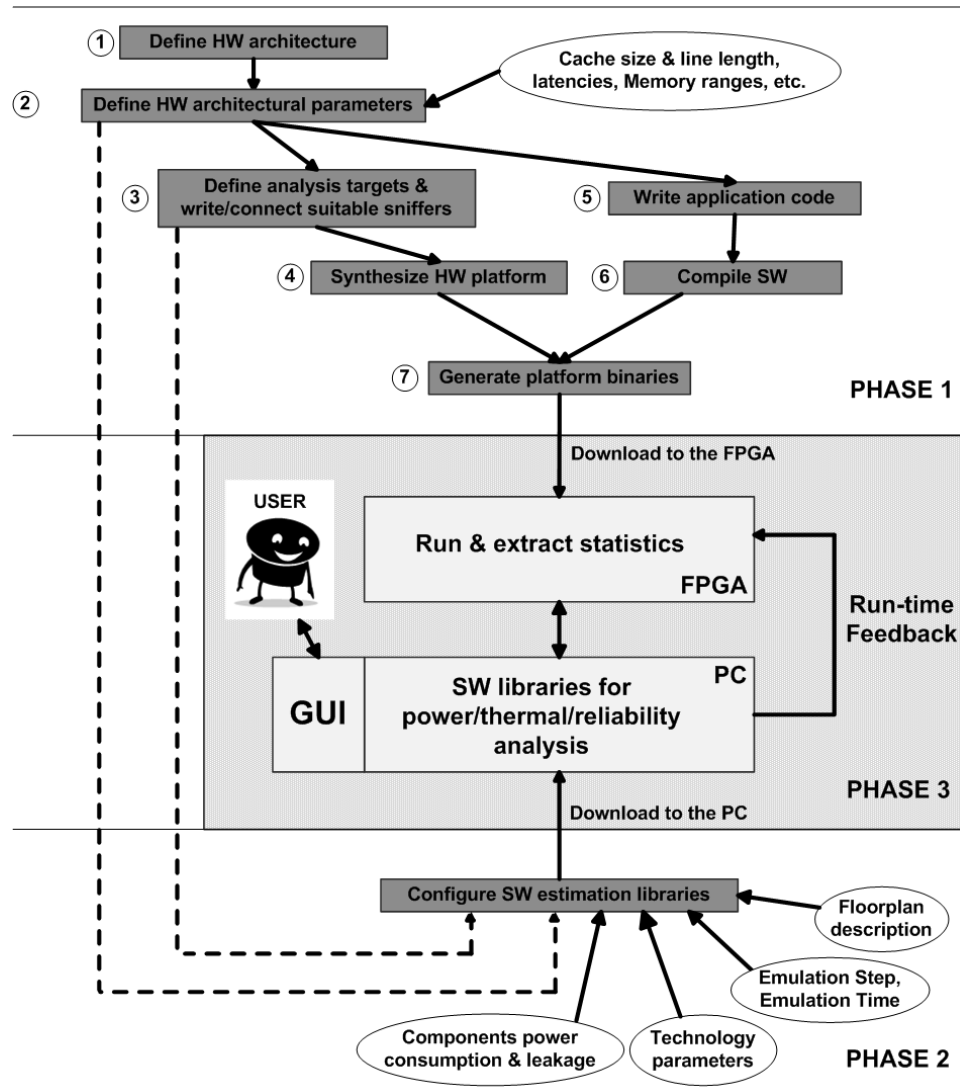 1
Define HW architecture
Cache size & line length,
latencies, Memory ranges, etc.
2
Define HW architectural parameters
3
Define analysis targets &
write/connect suitable sniffers
5
Write application code
4
Synthesize HW platform
6
Compile SW
7
Generate platform binaries
PHASE 1
Download to the FPGA
USER
Run & extract statistics
FPGA
Run-time
Feedback
GUI
PC
SW libraries for
power/thermal/reliability
analysis
PHASE 3
Download to the PC
Configure SW estimation libraries
Floorplan
description
Emulation Step,
Emulation Time
Components power
consumption & leakage
Technology
parameters
PHASE 2